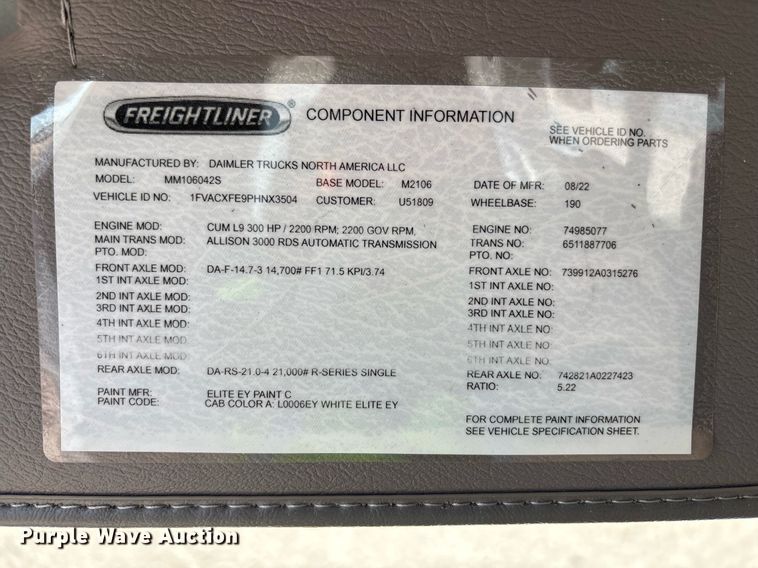 FREIGHTLINER® COMPONENT INFORMATION
SEE VEHICLE ID NO.
WHEN ORDERING PARTS
MANUFACTURED BY: DAIMLER TRUCKS NORTH AMERICA LLC
MODEL: MM106042S BASE MODEL: M2106 DATE OF MFR: 08/22
VEHICLE ID NO: 1FVACXFE9PHNX3504 CUSTOMER: U51809 WHEELBASE: 190
ENGINE MOD: CUM L9 300 HP / 2200 RPM; 2200 GOV RPM, ENGINE NO: 74985077
MAIN TRANS MOD: ALLISON 3000 RDS AUTOMATIC TRANSMISSION TRANS NO: 6511887706
PTO. MOD: PTO. NO:
FRONT AXLE MOD: DA-F-14.7-3 14,700# FF1 71.5 KPI/3.74 FRONT AXLE NO: 739912A0315276
1ST INT AXLE MOD: 1ST INT AXLE NO:
2ND INT AXLE MOD: 2ND INT AXLE NO:
3RD INT AXLE MOD: 3RD INT AXLE NO:
4TH INT AXLE MOD: 4TH INT AXLE NO:
5TH INT AXLE MOD: 5TH INT AXLE NO:
6TH INT AXLE MOD: 6TH INT AXLE NO:
REAR AXLE MOD: DA-RS-21.0-4 21,000# R-SERIES SINGLE REAR AXLE NO: 742821A0227423
RATIO: 5.22
PAINT MFR: ELITE EY PAINT C
PAINT CODE: CAB COLOR A: L0006EY WHITE ELITE EY
FOR COMPLETE PAINT INFORMATION
SEE VEHICLE SPECIFICATION SHEET.
Purple Wave Auction